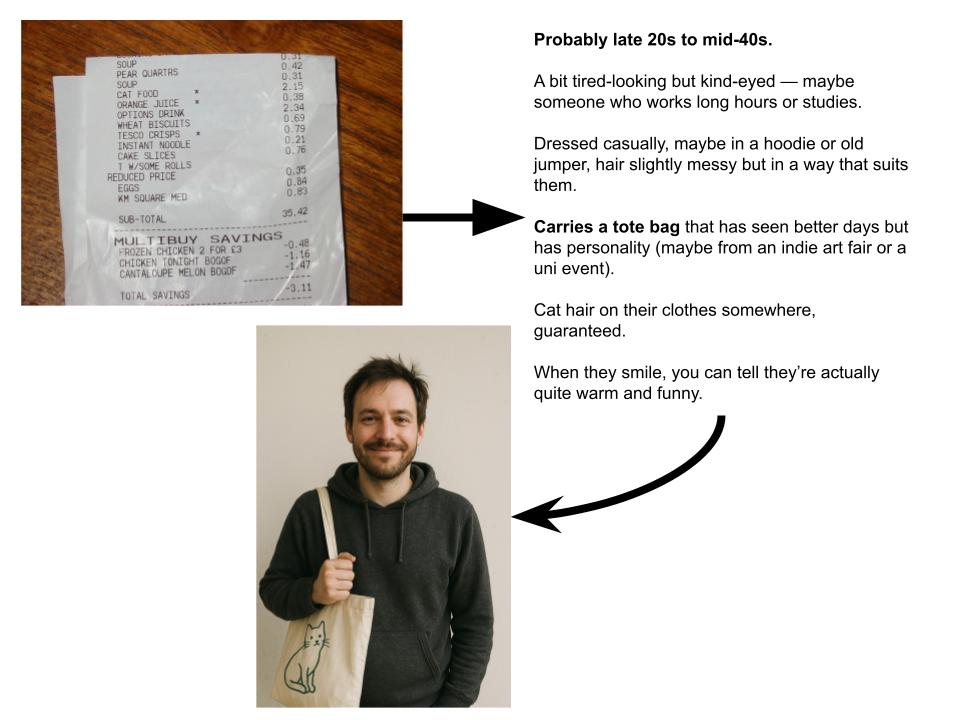 0.31
SOUP 0.42
PEAR QUARTRS 0.31
SOUP 2.15
CAT FOOD * 0.38
ORANGE JUICE * 2.34
OPTIONS DRINK 0.69
WHEAT BISCUITS 0.79
TESCO CRISPS * 0.21
INSTANT NOODLE 0.76
CAKE SLICES
T W/SOME ROLLS 0.35
REDUCED PRICE 0.84
EGGS 0.83
KM SQUARE MED
SUB-TOTAL 35.42
MULTIBUY SAVINGS
FROZEN CHICKEN 2 FOR £3 -0.48
CHICKEN TONIGHT BOGOF -1.16
CANTALOUPE MELON BOGOF -1.47
TOTAL SAVINGS -3.11
Probably late 20s to mid-40s.
A bit tired-looking but kind-eyed — maybe
someone who works long hours or studies.
Dressed casually, maybe in a hoodie or old
jumper, hair slightly messy but in a way that suits
them.
Carries a tote bag that has seen better days but
has personality (maybe from an indie art fair or a
uni event).
Cat hair on their clothes somewhere,
guaranteed.
When they smile, you can tell they're actually
quite warm and funny.